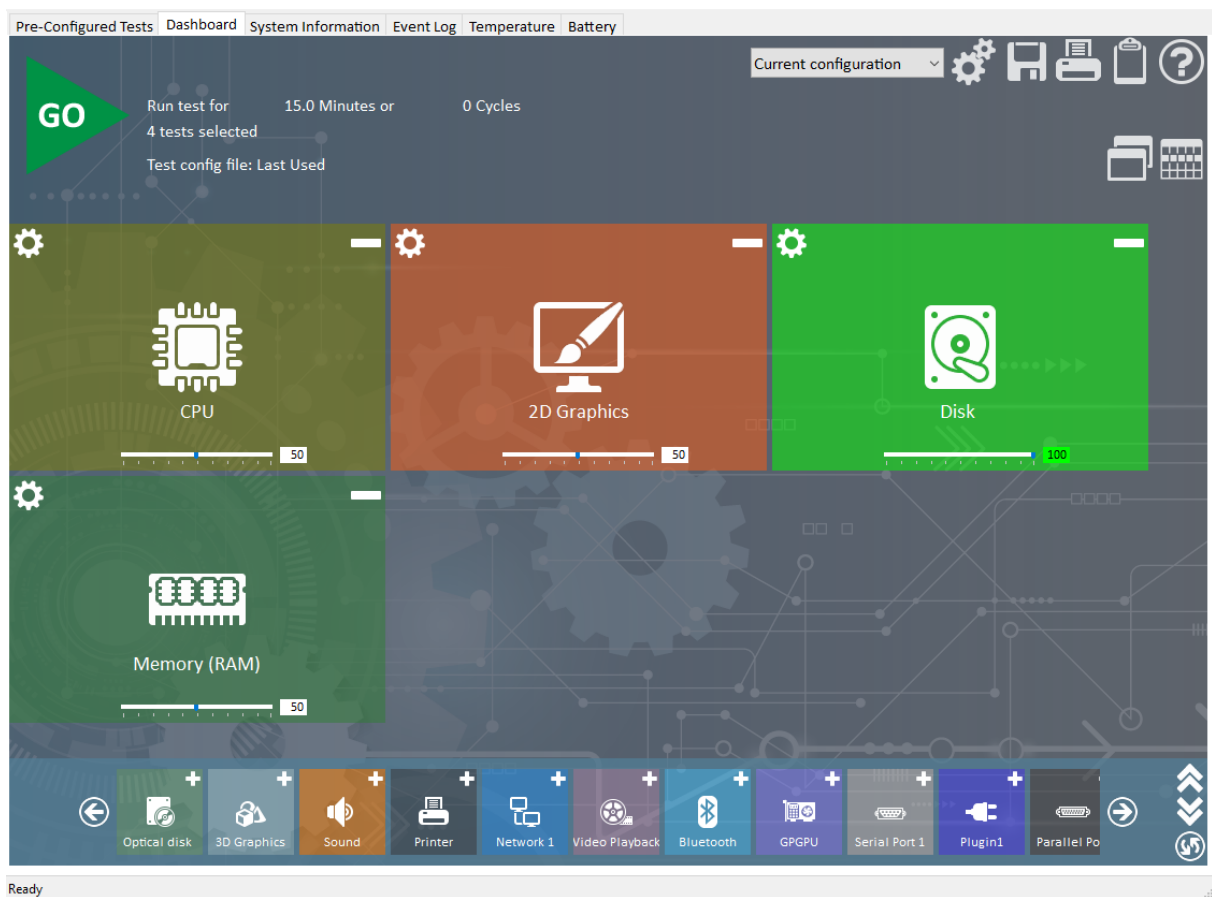 Pre-Configured Tests Dashboard System Information Event Log Temperature Battery
Current configuration
GO
Run test for 15.0 Minutes or 0 Cycles
4 tests selected
Test config file: Last Used
CPU
50
2D Graphics
50
Disk
100
Memory (RAM)
50
Optical disk 3D Graphics Sound Printer Network 1 Video Playback Bluetooth GPGPU Serial Port 1 Plugin1 Parallel Po
Ready